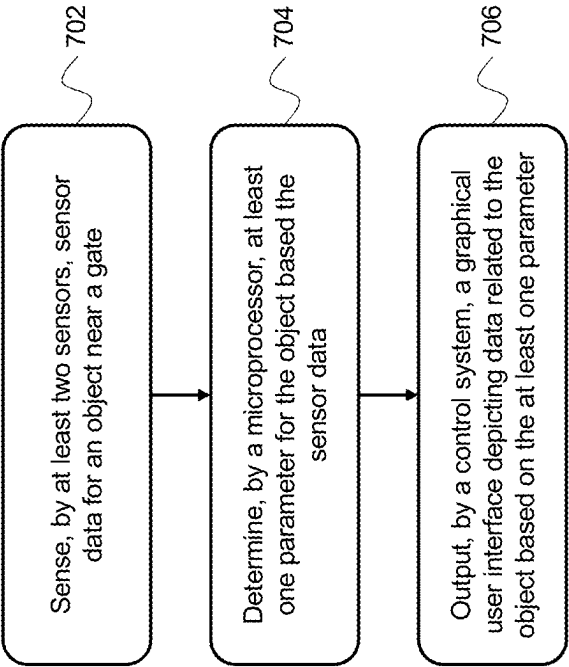 Sense, by at least two sensors, sensor
data for an object near a gate
702
Determine, by a microprocessor, at least
one parameter for the object based the
sensor data
704
Output, by a control system, a graphical
user interface depicting data related to the
object based on the at least one parameter
706